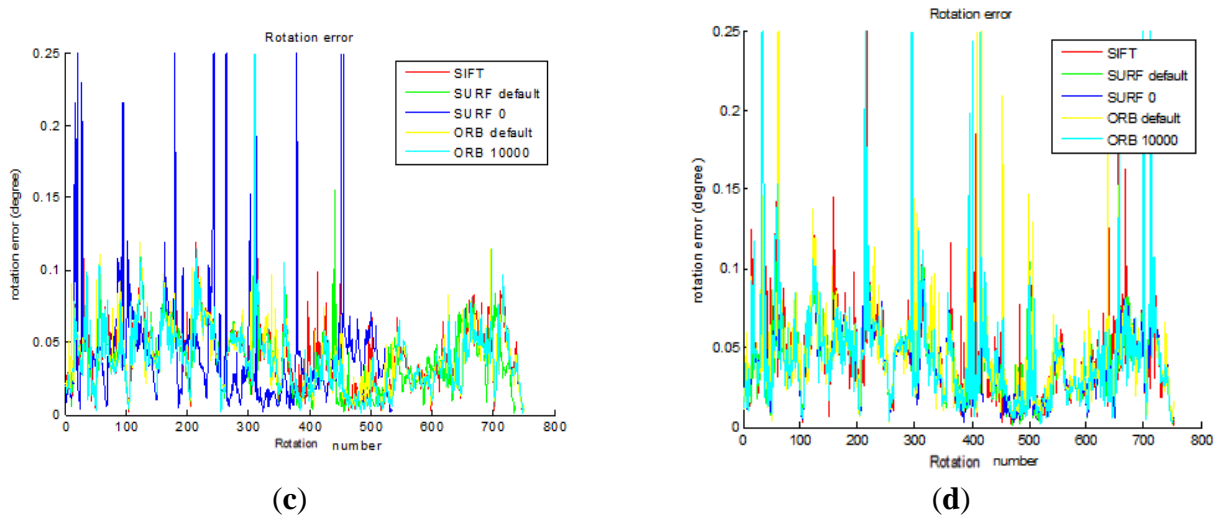 Rotation error
0.25
0.2
0.15
0.1
0.05
0
rotation error (degree)
SIFT
SURF default
SURF 0
ORB default
ORB 10000
0 100 200 300 400 500 600 700 800
Rotation number
(c)
Rotation error
0.25
0.2
0.15
0.1
0.05
0
rotation error (degree)
SIFT
SURF default
SURF 0
ORB default
ORB 10000
0 100 200 300 400 500 600 700 800
Rotation number
(d)